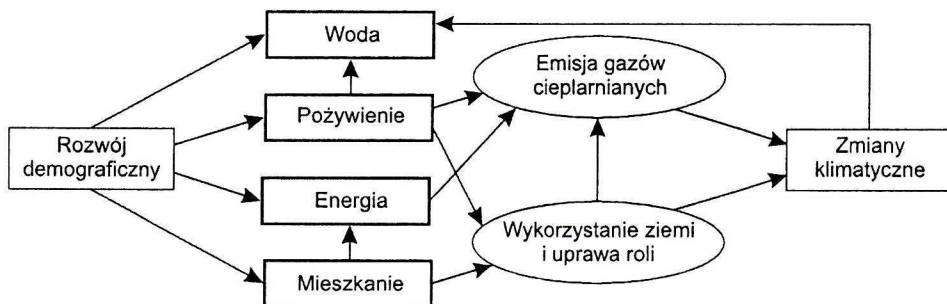 Woda
Emisja gazów
cieplarnianych
Pożywienie
Rozwój
demograficzny
Zmiany
klimatyczne
Energia
Wykorzystanie ziemi
i uprawa roli
Mieszkanie